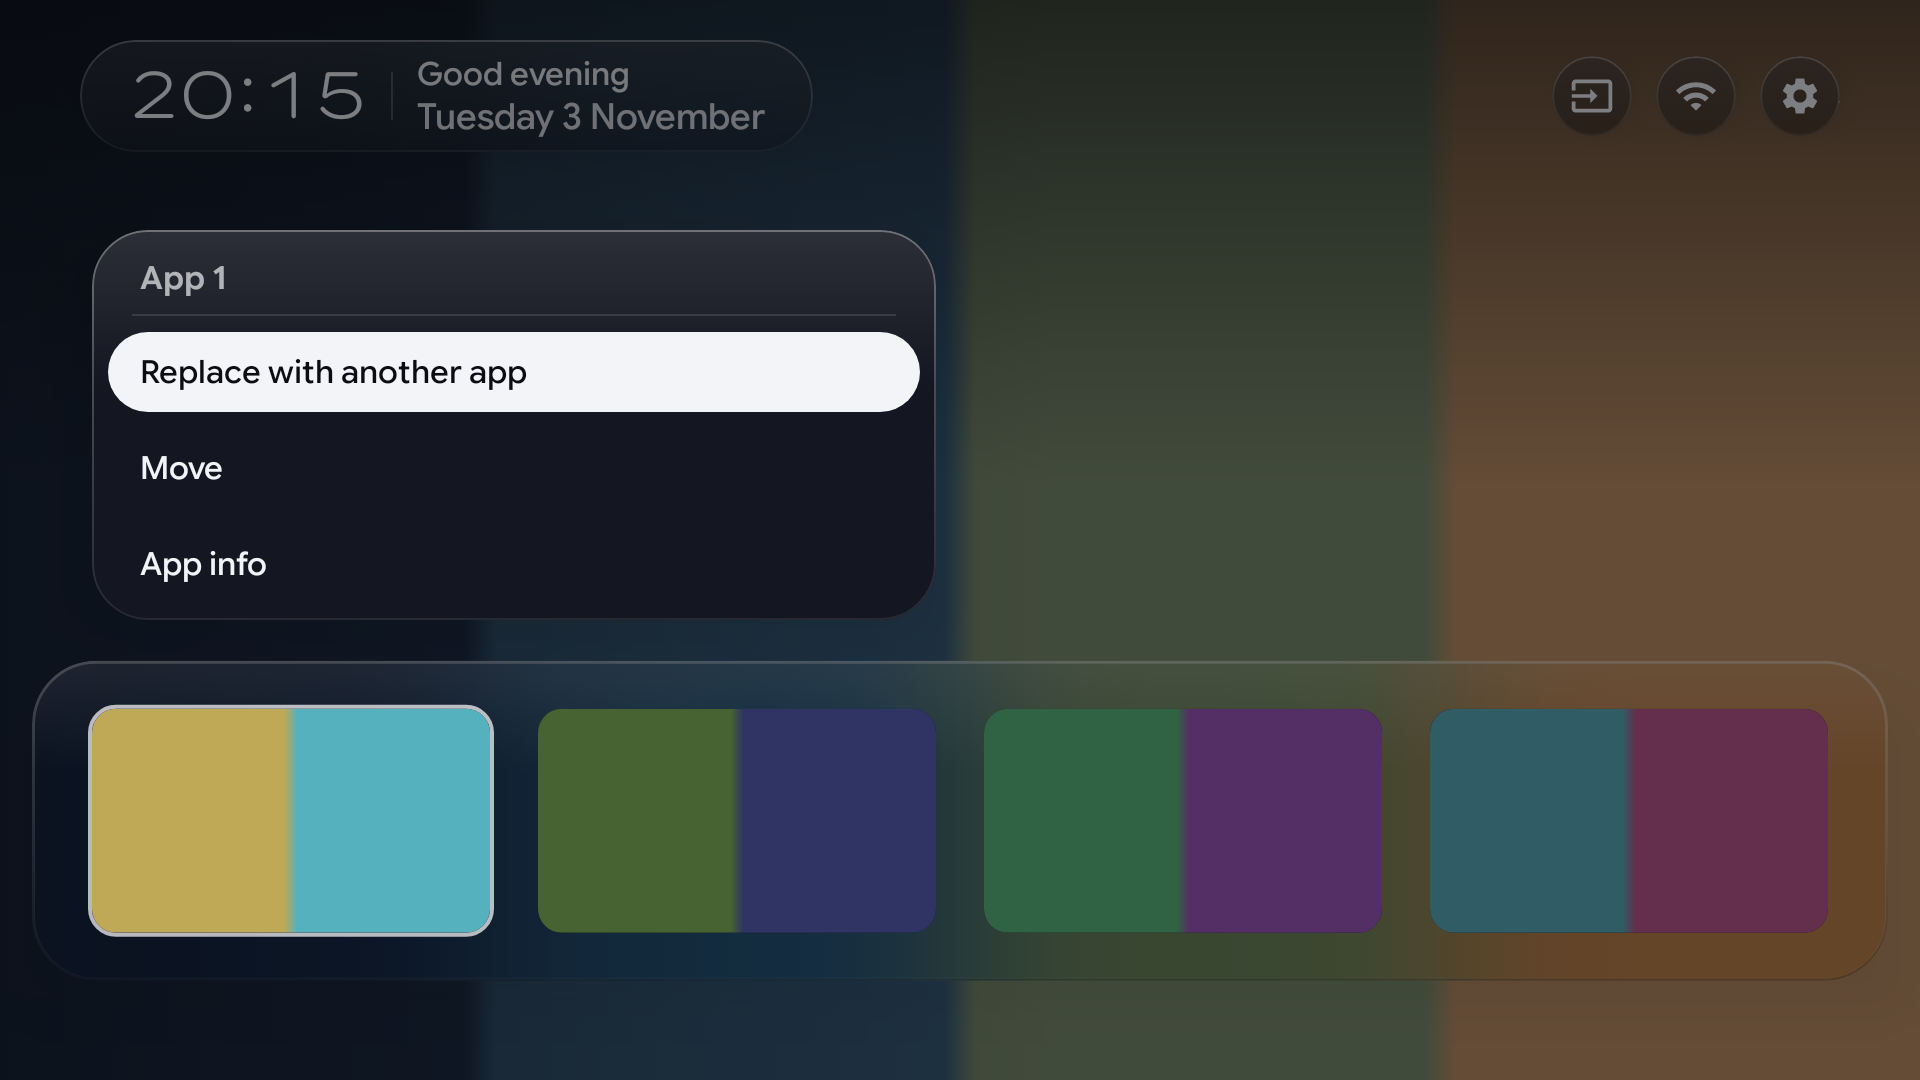 20:15
Good evening
Tuesday 3 November
App 1
Replace with another app
Move
App info